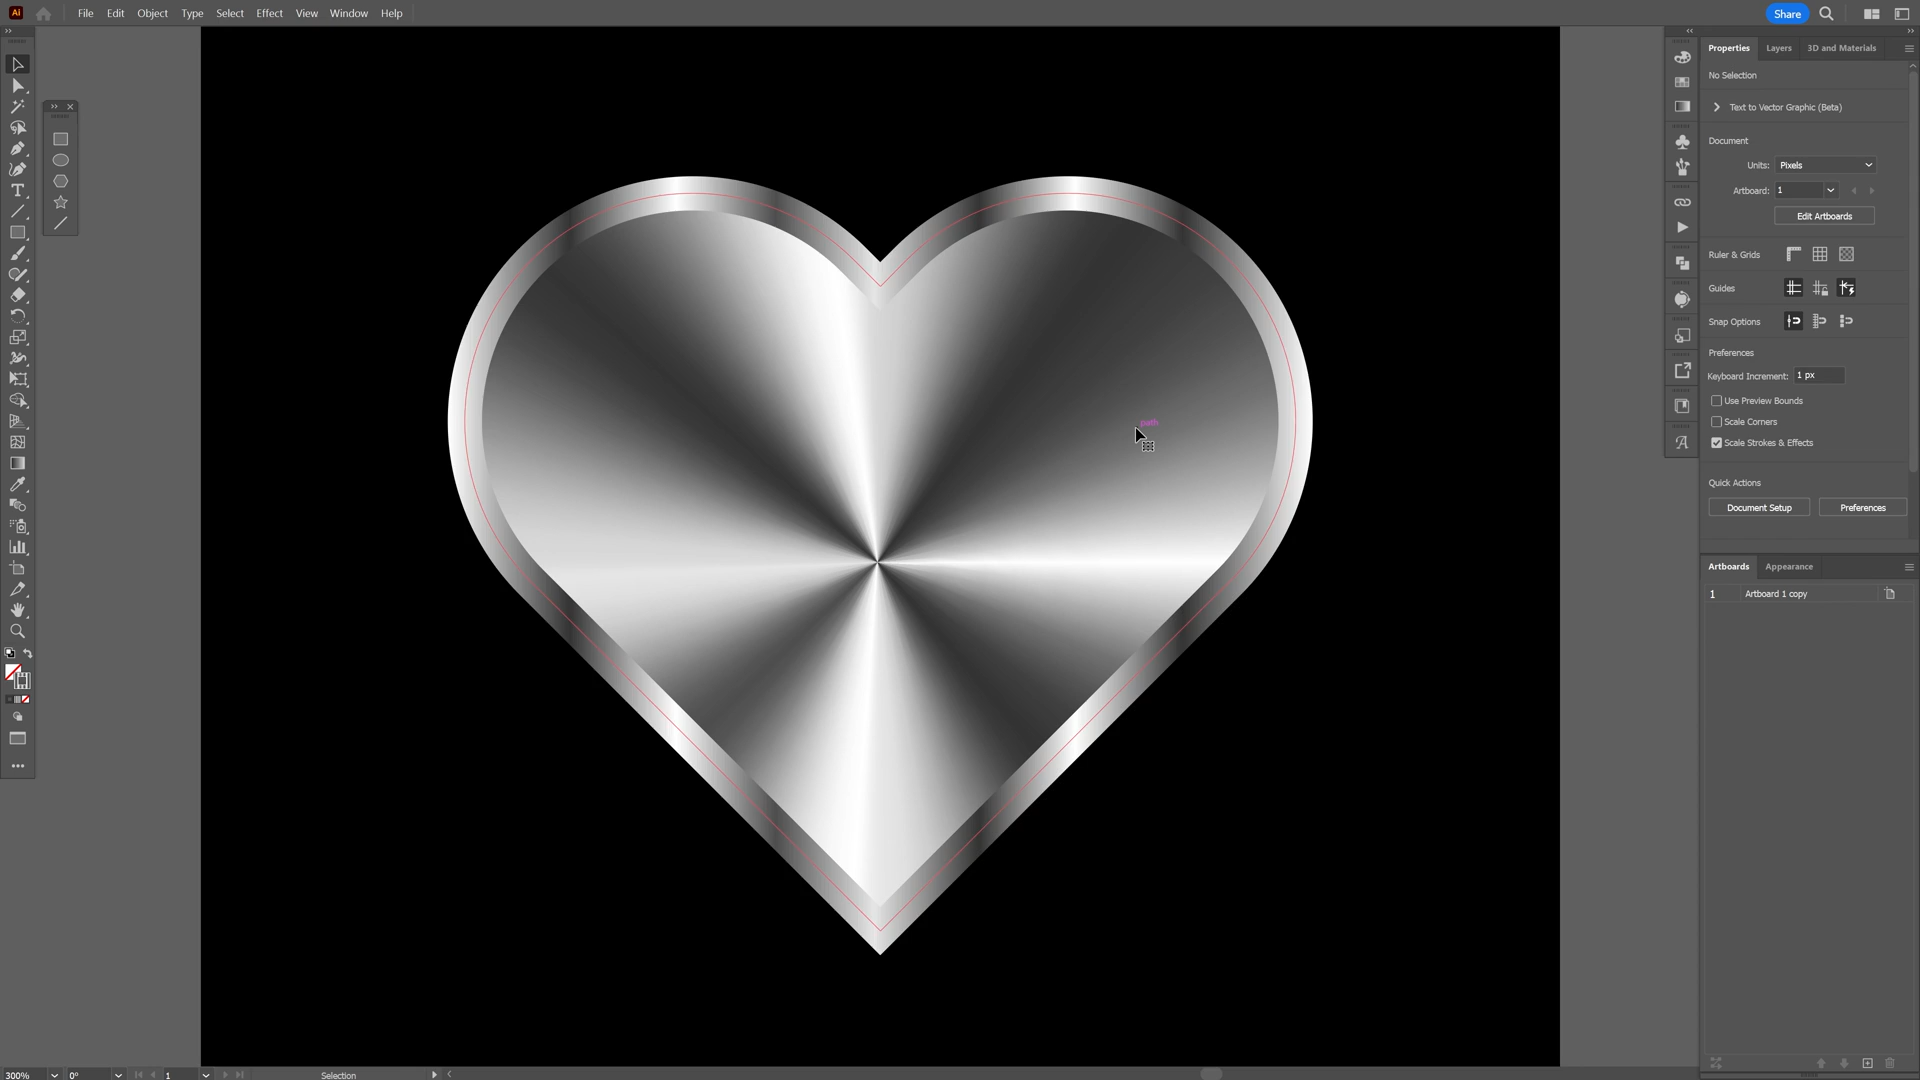 Ai File Edit Object Type Select Effect View Window Help Share
Properties Layers 3D and Materials
No Selection
Text to Vector Graphic (Beta)
Document
Units: Pixels
Artboard: 1
Edit Artboards
Ruler & Grids
Guides
Snap Options
Preferences
Keyboard Increment: 1 px
Use Preview Bounds
Scale Corners
Scale Strokes & Effects
Quick Actions
Document Setup Preferences
path
Artboards Appearance
1 Artboard 1 copy
300% 0° 1 Selection